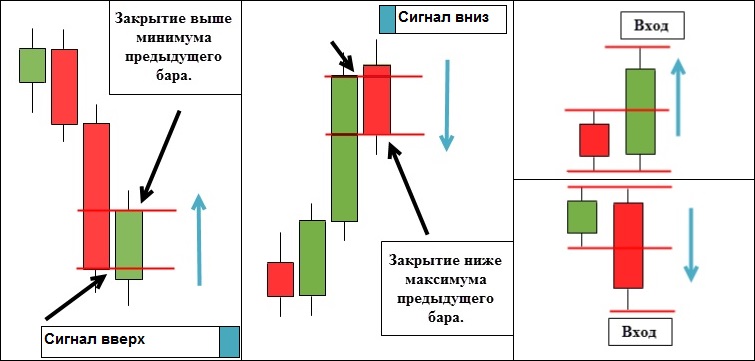 Закрытие выше
минимума
предыдущего
бара.
Сигнал вверх
Сигнал вниз
Закрытие ниже
максимума
предыдущего
бара.
Вход
Вход